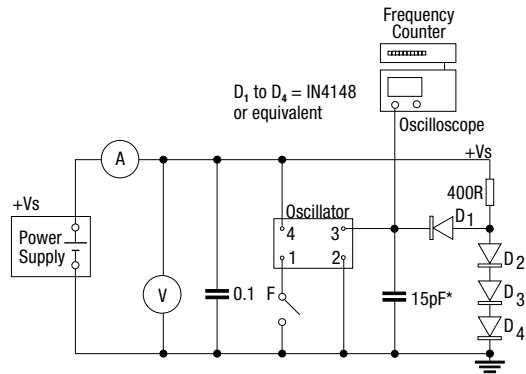 Frequency
Counter
D1 to D4 = IN4148
or equivalent
Oscilloscope
A
+Vs
+Vs
400R
Oscillator
D1
Power
Supply
4 3
1 2
D2
V
0.1
F
15pF*
D3
D4